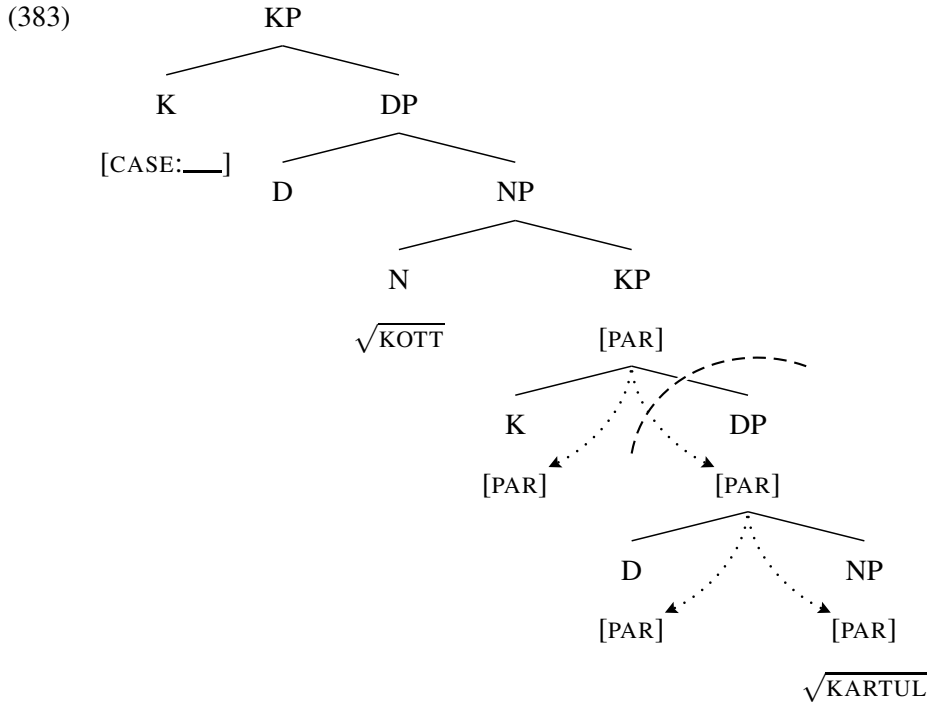 (383) KP
K DP
[CASE:___] D NP
N KP
√KOTT [PAR]
K DP
[PAR] [PAR]
D NP
[PAR] [PAR]
√KARTUL